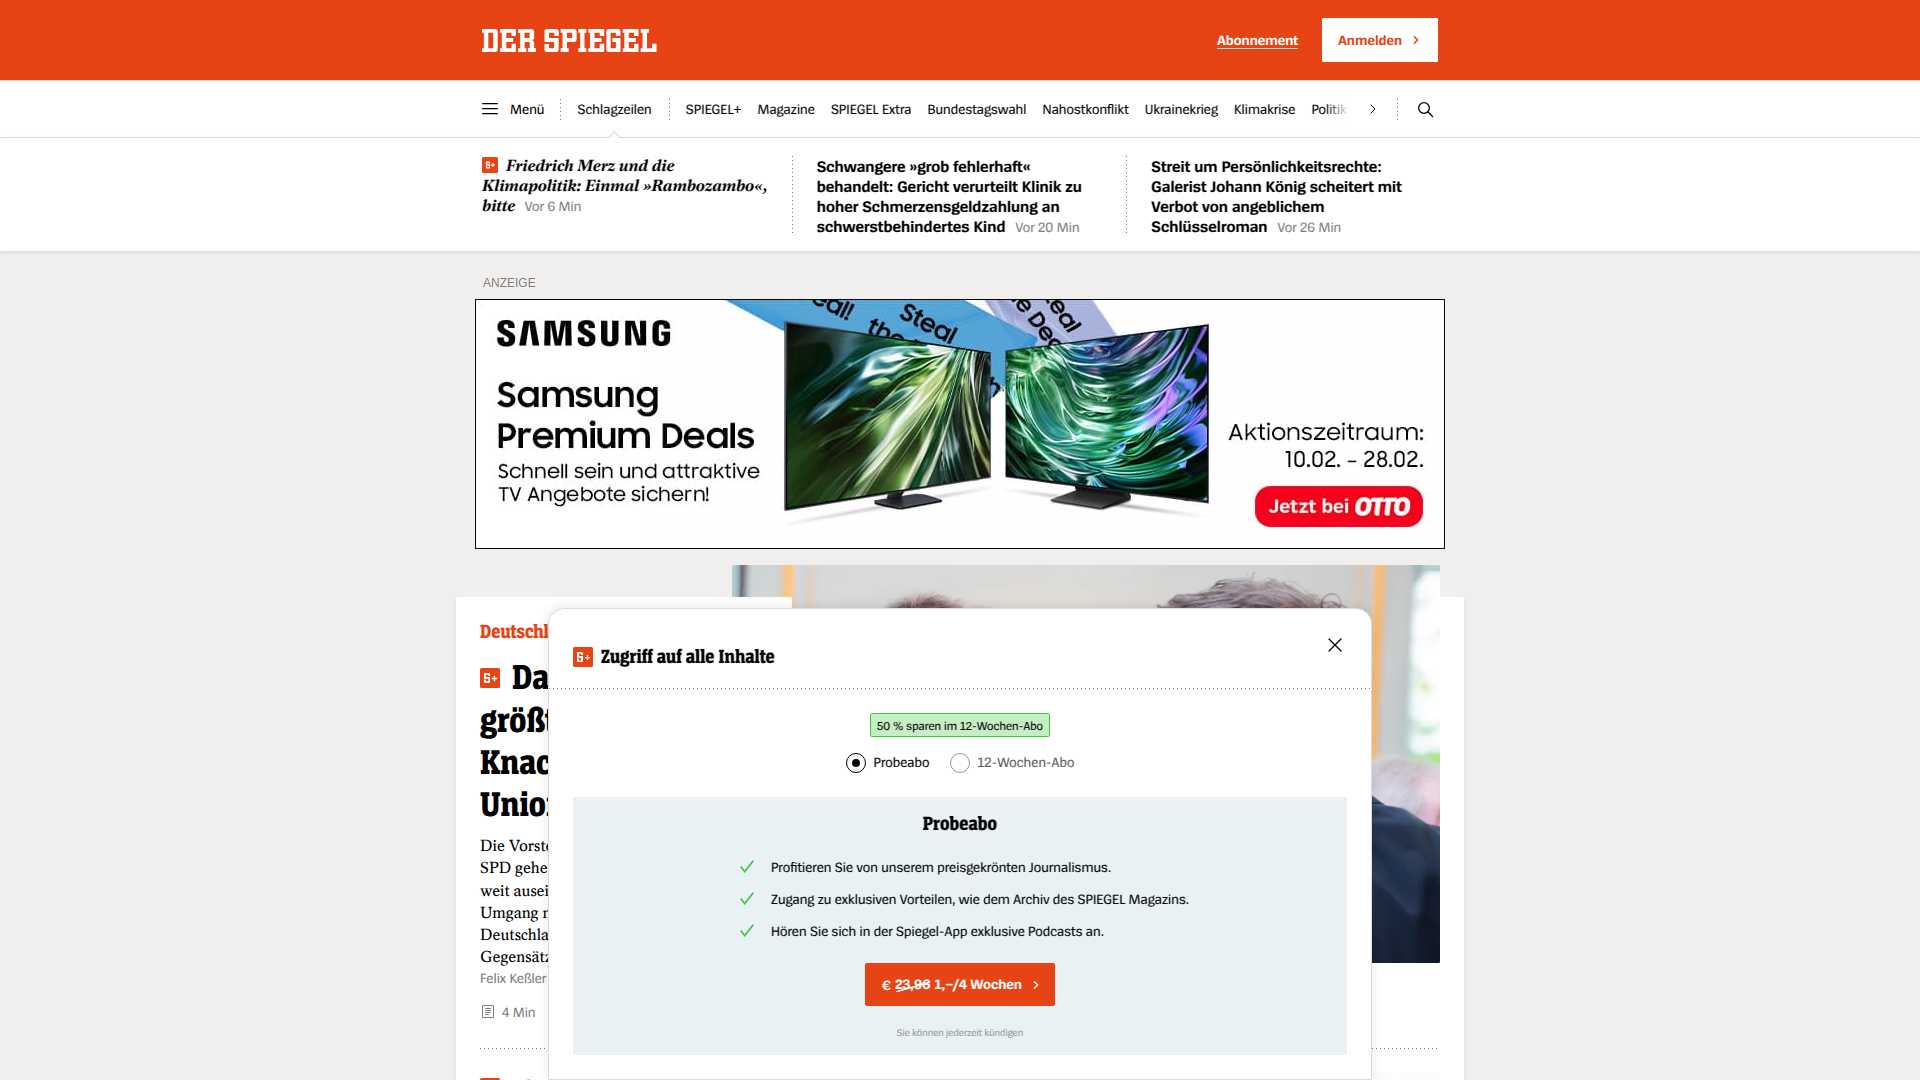 DER SPIEGEL
Abonnement
Anmelden
Menü
Schlagzeilen
SPIEGEL+
Magazine
SPIEGEL Extra
Bundestagswahl
Nahostkonflikt
Ukrainekrieg
Klimakrise
Politik
Friedrich Merz und die
Klimapolitik: Einmal »Rambozambo«,
bitte Vor 6 Min
Schwangere »grob fehlerhaft«
behandelt: Gericht verurteilt Klinik zu
hoher Schmerzensgeldzahlung an
schwerstbehindertes Kind Vor 20 Min
Streit um Persönlichkeitsrechte:
Galerist Johann König scheitert mit
Verbot von angeblichem
Schlüsselroman Vor 26 Min
ANZEIGE
SAMSUNG
Steal
Samsung
Premium Deals
Schnell sein und attraktive
TV Angebote sichern!
Aktionszeitraum:
10.02. – 28.02.
Jetzt bei OTTO
Deutschl
S+ Da
größt
Knac
Union
Die Vorste
SPD gehe
weit ausei
Umgang m
Deutschla
Gegensätz
Felix Keßler
4 Min
S+ Zugriff auf alle Inhalte
50 % sparen im 12-Wochen-Abo
Probeabo
12-Wochen-Abo
Probeabo
Profitieren Sie von unserem preisgekrönten Journalismus.
Zugang zu exklusiven Vorteilen, wie dem Archiv des SPIEGEL Magazins.
Hören Sie sich in der Spiegel-App exklusive Podcasts an.
€ 23,96 1,–/4 Wochen
Sie können jederzeit kündigen